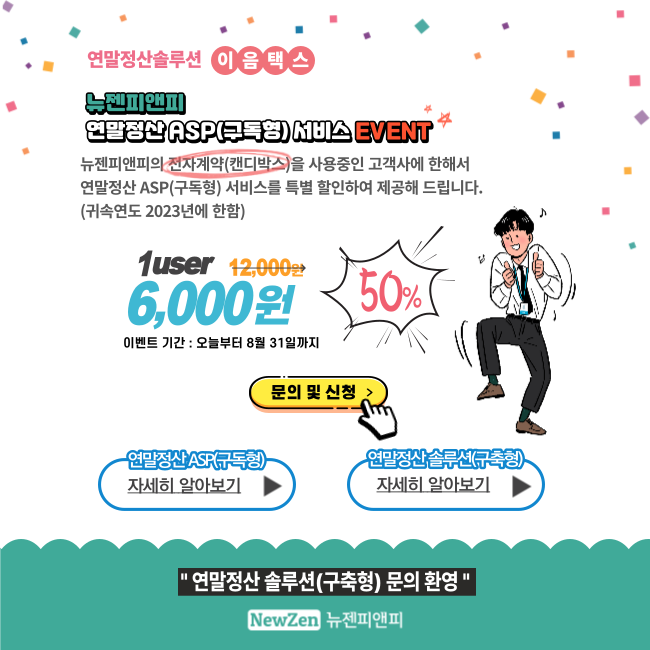 연말정산솔루션 이음택스
뉴젠피앤피
연말정산 ASP(구독형) 서비스 EVENT
뉴젠피앤피의 전자계약(캔디박스)을 사용중인 고객사에 한해서
연말정산 ASP(구독형) 서비스를 특별 할인하여 제공해 드립니다.
(귀속연도 2023년에 한함)
1user 12,000원
6,000원
50%
이벤트 기간 : 오늘부터 8월 31일까지
문의 및 신청 >
연말정산 ASP(구독형)
자세히 알아보기
연말정산 솔루션(구축형)
자세히 알아보기
" 연말정산 솔루션(구축형) 문의 환영 "
NewZen 뉴젠피앤피